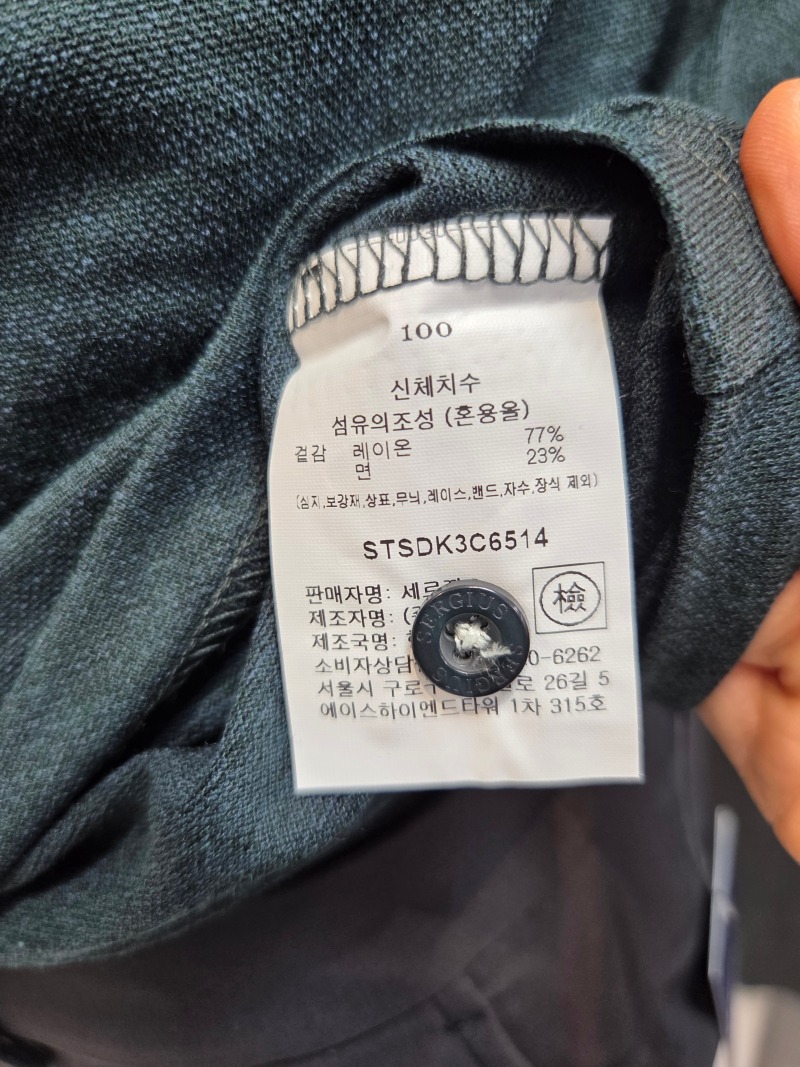 100
신체치수
섬유의조성 (혼용율)
겉감 레이온 77%
면 23%
(심지,보강재,상표,무늬,레이스,밴드,자수,장식 제외)
STSDK3C6514
판매자명: 세르
檢
제조자명:
제조국명:
SERGIUS
소비자상담 0-6262
서울시 구로 로 26길 5
에이스하이엔드타워 1차 315호